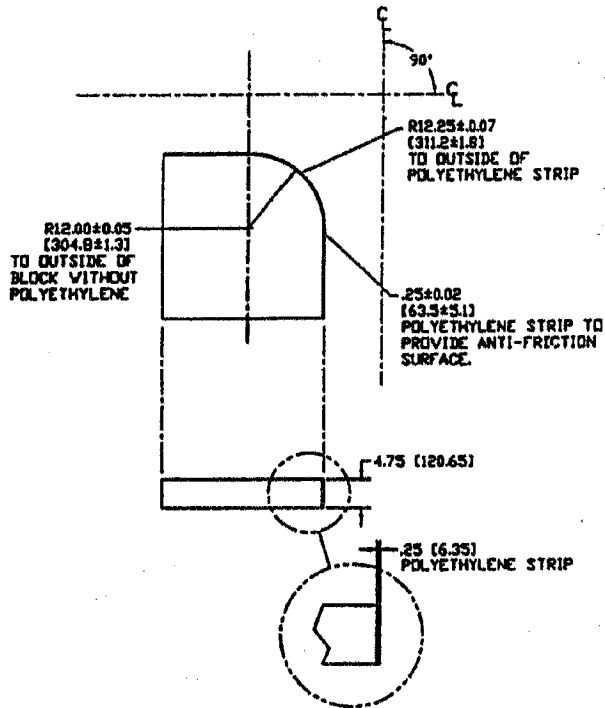 ℄
90°
℄
R12.25±.0.07
[311.2±1.8]
TO OUTSIDE OF
POLYETHYLENE STRIP
R12.00±0.05
[304.8±1.3]
TO OUTSIDE OF
BLOCK WITHOUT
POLYETHYLENE
.25±0.02
[63.5±5.1]
POLYETHYLENE STRIP TO
PROVIDE ANTI-FRICTION
SURFACE.
4.75 [120.65]
.25 [6.35]
POLYETHYLENE STRIP